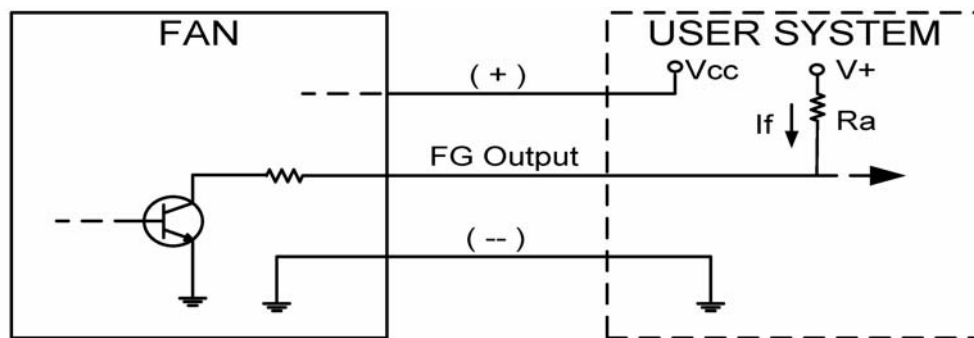 FAN
USER SYSTEM
( + )
Vcc
V+
If
Ra
FG Output
( -- )